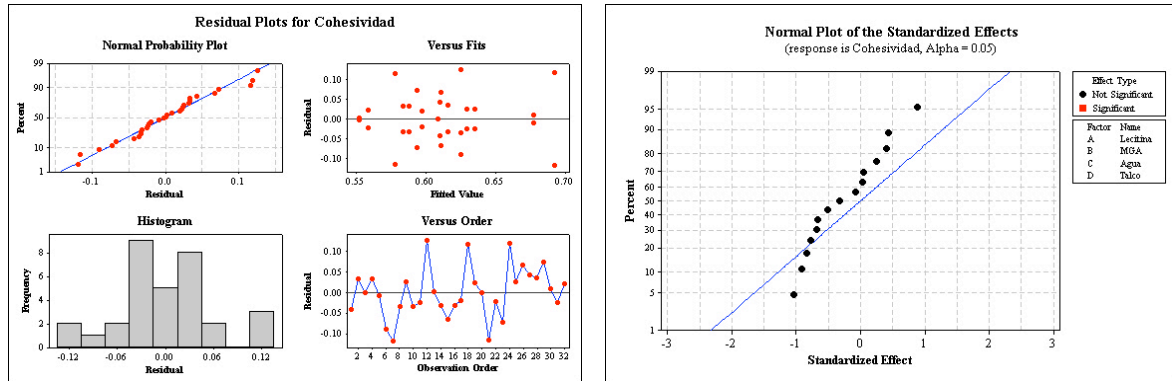 Residual Plots for Cohesividad
Normal Probability Plot
99
90
50
10
1
Percent
-0.1
0.0
0.1
Residual
Versus Fits
0.10
0.05
0.00
-0.05
-0.10
Residual
0.55
0.60
0.65
0.70
Fitted Value
Histogram
8
6
4
2
0
Frequency
-0.12
-0.06
0.00
0.06
0.12
Residual
Versus Order
0.10
0.05
0.00
-0.05
-0.10
Residual
2 4 6 8 10 12 14 16 18 20 22 24 26 28 30 32
Observation Order
Normal Plot of the Standardized Effects
(response is Cohesividad, Alpha = 0.05)
99
95
90
80
70
60
50
40
30
20
10
5
1
Percent
-3
-2
-1
0
1
2
3
Standardized Effect
Effect Type
Not Significant
Significant
Factor Name
A Lecitina
B MGA
C Agua
D Talco